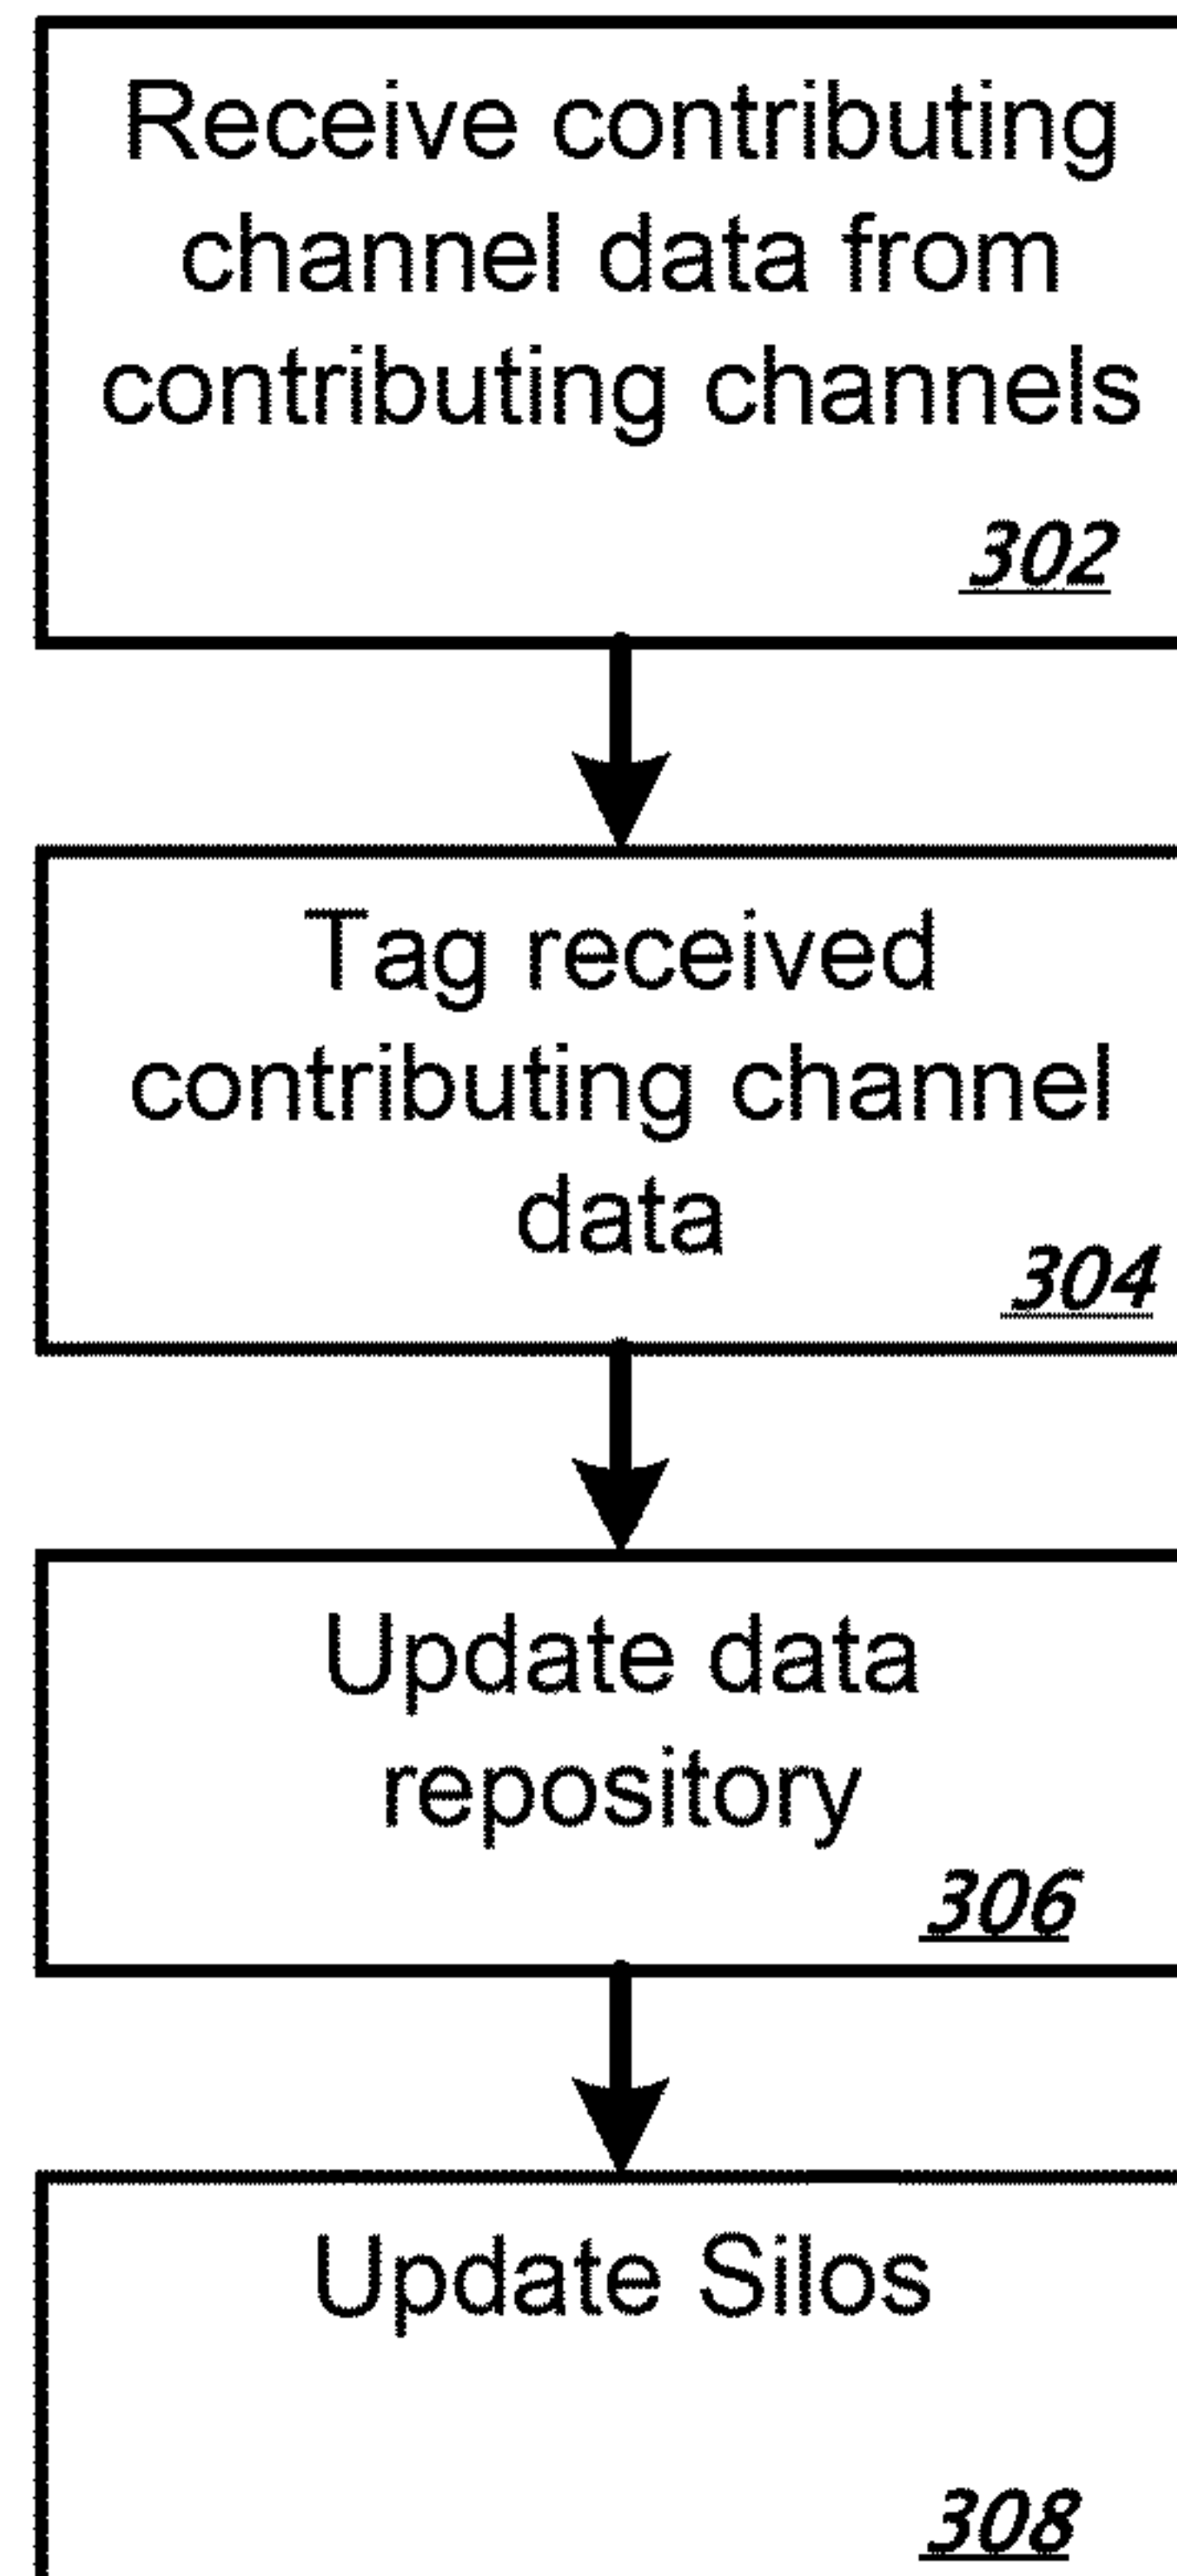 Receive contributing
channel data from
contributing channels
302
Tag received
contributing channel
data
304
Update data
repository
306
Update Silos
308